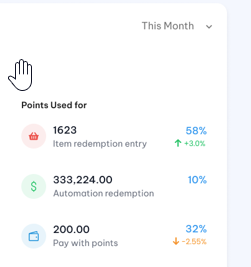 This Month
Points Used for
1623
58%
Item redemption entry
+3.0%
333,224.00
10%
Automation redemption
200.00
32%
Pay with points
-2.55%